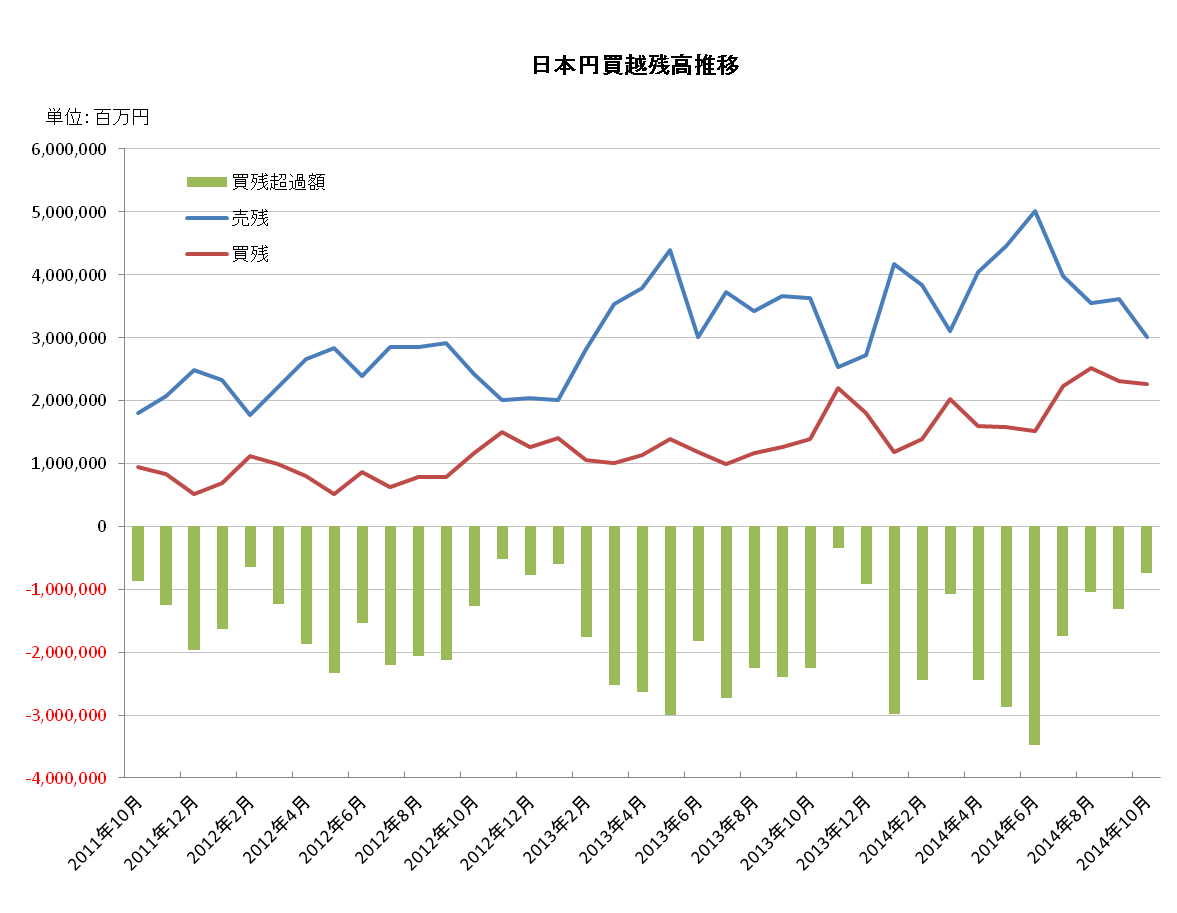 日本円買越残高推移
単位：百万円
6,000,000
5,000,000
4,000,000
3,000,000
2,000,000
1,000,000
0
-1,000,000
-2,000,000
-3,000,000
-4,000,000
買残超過額
売残
買残
2011年10月
2011年12月
2012年2月
2012年4月
2012年6月
2012年8月
2012年10月
2012年12月
2013年2月
2013年4月
2013年6月
2013年8月
2013年10月
2013年12月
2014年2月
2014年4月
2014年6月
2014年8月
2014年10月